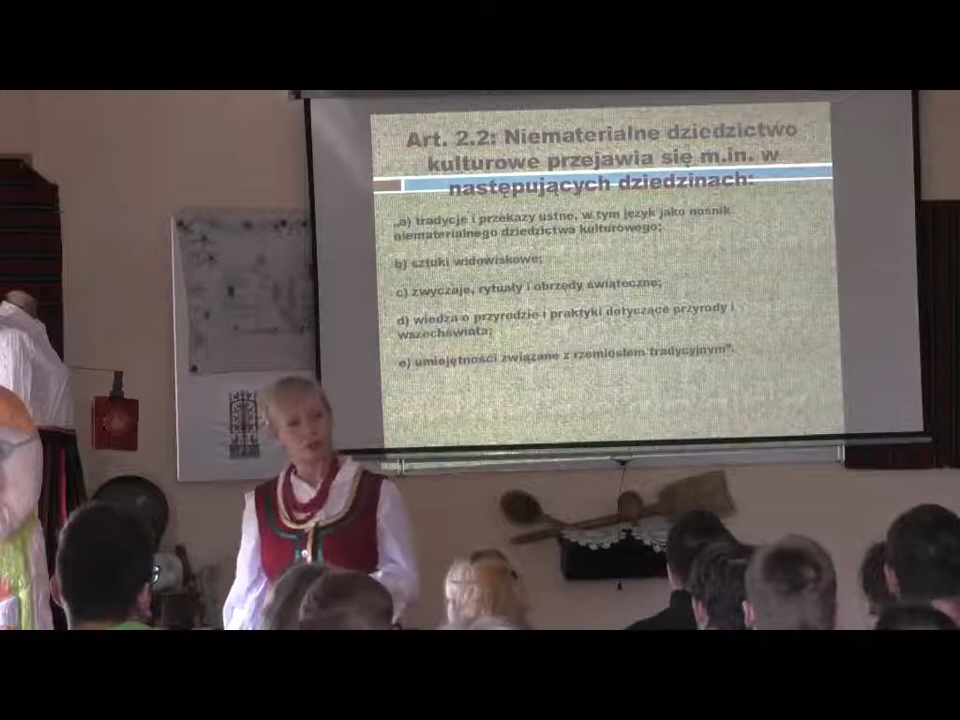 Art. 2.2: Niematerialne dziedzictwo
kulturowe przejawia się m.in. w
następujących dziedzinach:
„a) tradycje i przekazy ustne, w tym język jako nośnik
niematerialnego dziedzictwa kulturowego;
b) sztuki widowiskowe;
c) zwyczaje, rytuały i obrzędy świąteczne;
d) wiedza o przyrodzie i praktyki dotyczące przyrody i
wszechświata;
e) umiejętności związane z rzemiosłem tradycyjnym”.